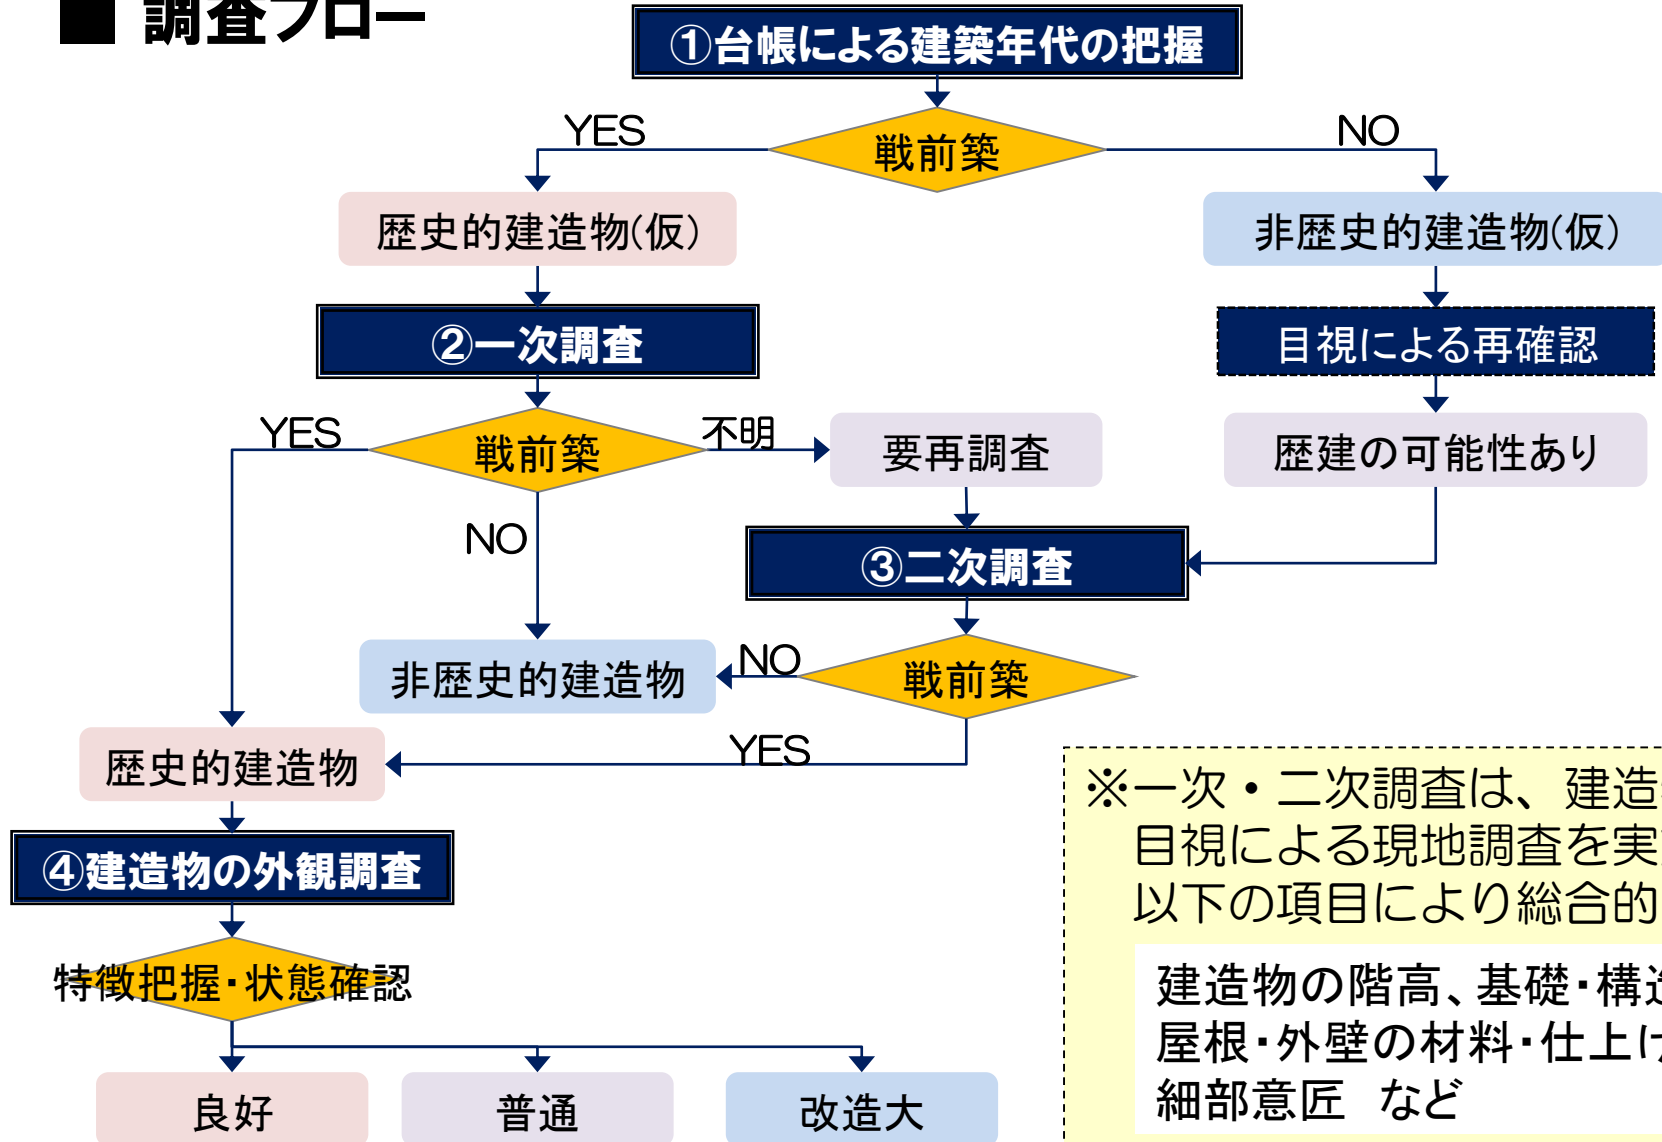 ■ 調査フロー
①台帳による建築年代の把握
YES
戦前築
NO
歴史的建造物(仮)
非歴史的建造物(仮)
②一次調査
目視による再確認
YES
戦前築
不明
要再調査
歴建の可能性あり
NO
③二次調査
非歴史的建造物
NO
戦前築
歴史的建造物
YES
※一次・二次調査は、建造
目視による現地調査を実
以下の項目により総合的
④建造物の外観調査
特徴把握・状態確認
建造物の階高、基礎・構造
屋根・外壁の材料・仕上げ
細部意匠 など
良好
普通
改造大